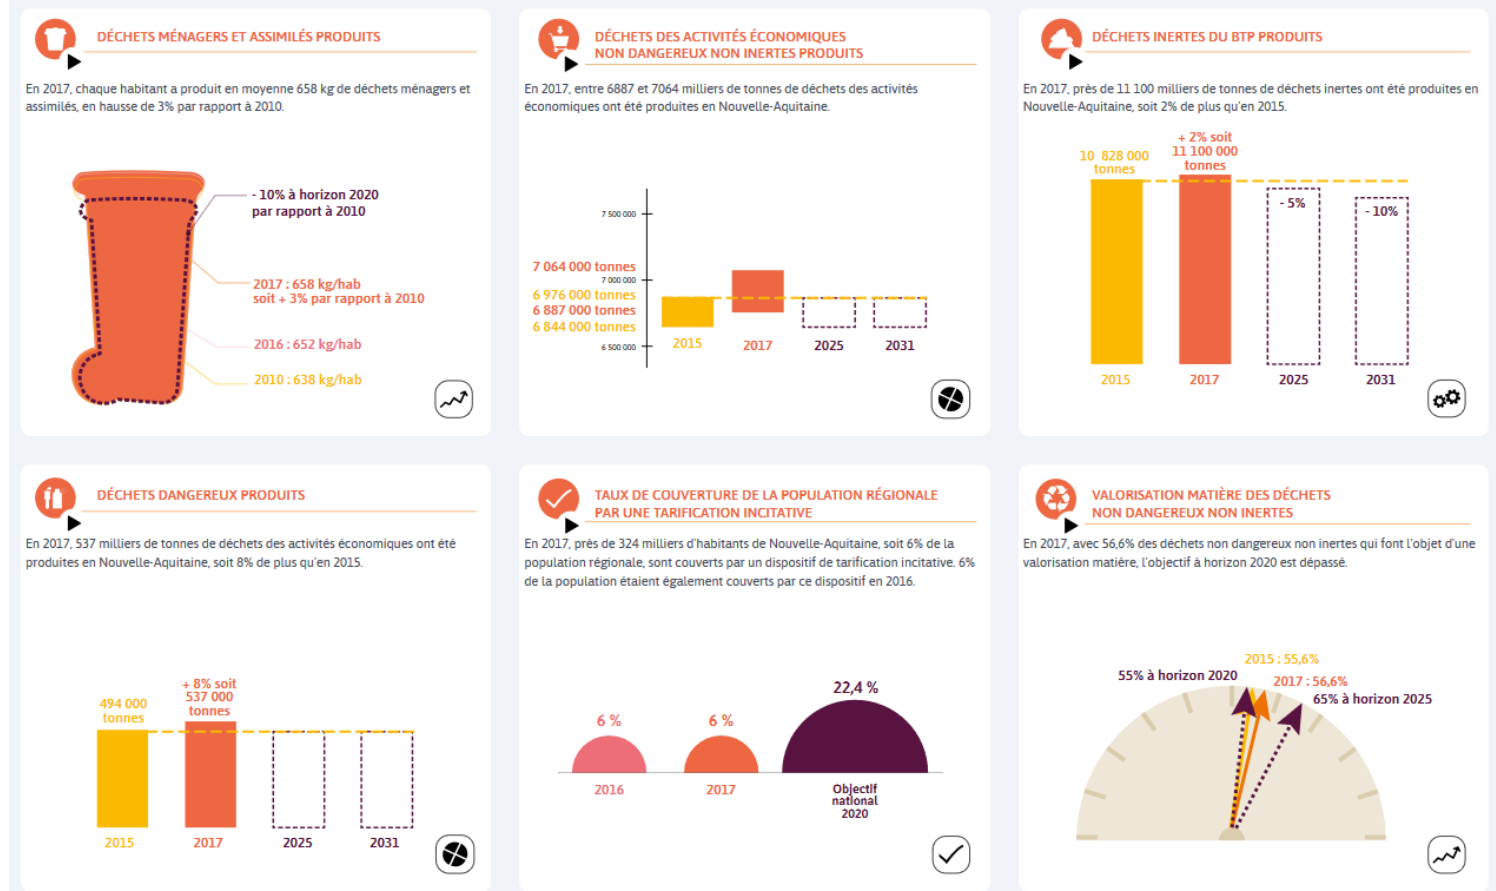 DÉCHETS MÉNAGERS ET ASSIMILÉS PRODUITS
En 2017, chaque habitant a produit en moyenne 658 kg de déchets ménagers et
assimilés, en hausse de 3% par rapport à 2010.
- 10% à horizon 2020
par rapport à 2010
2017 : 658 kg/hab
soit + 3% par rapport à 2010
2016 : 652 kg/hab
2010 : 638 kg/hab
DÉCHETS DES ACTIVITÉS ÉCONOMIQUES
NON DANGEREUX NON INERTES PRODUITS
En 2017, entre 6887 et 7064 milliers de tonnes de déchets des activités
économiques ont été produites en Nouvelle-Aquitaine.
7 500 000
7 064 000 tonnes
7 000 000
6 976 000 tonnes
6 887 000 tonnes
6 844 000 tonnes
6 500 000
2015
2017
2025
2031
DÉCHETS INERTES DU BTP PRODUITS
En 2017, près de 11 100 milliers de tonnes de déchets inertes ont été produites en
Nouvelle-Aquitaine, soit 2% de plus qu'en 2015.
10 828 000
tonnes
+ 2% soit
11 100 000
tonnes
- 5%
- 10%
2015
2017
2025
2031
DÉCHETS DANGEREUX PRODUITS
En 2017, 537 milliers de tonnes de déchets des activités économiques ont été
produites en Nouvelle-Aquitaine, soit 8% de plus qu'en 2015.
494 000
tonnes
+ 8% soit
537 000
tonnes
2015
2017
2025
2031
TAUX DE COUVERTURE DE LA POPULATION RÉGIONALE
PAR UNE TARIFICATION INCITATIVE
En 2017, près de 324 milliers d'habitants de Nouvelle-Aquitaine, soit 6% de la
population régionale, sont couverts par un dispositif de tarification incitative. 6%
de la population étaient également couverts par ce dispositif en 2016.
6 %
6 %
22,4 %
2016
2017
Objectif
national
2020
VALORISATION MATIÈRE DES DÉCHETS
NON DANGEREUX NON INERTES
En 2017, avec 56,6% des déchets non dangereux non inertes qui font l'objet d'une
valorisation matière, l'objectif à horizon 2020 est dépassé.
2015 : 55,6%
55% à horizon 2020
2017 : 56,6%
65% à horizon 2025